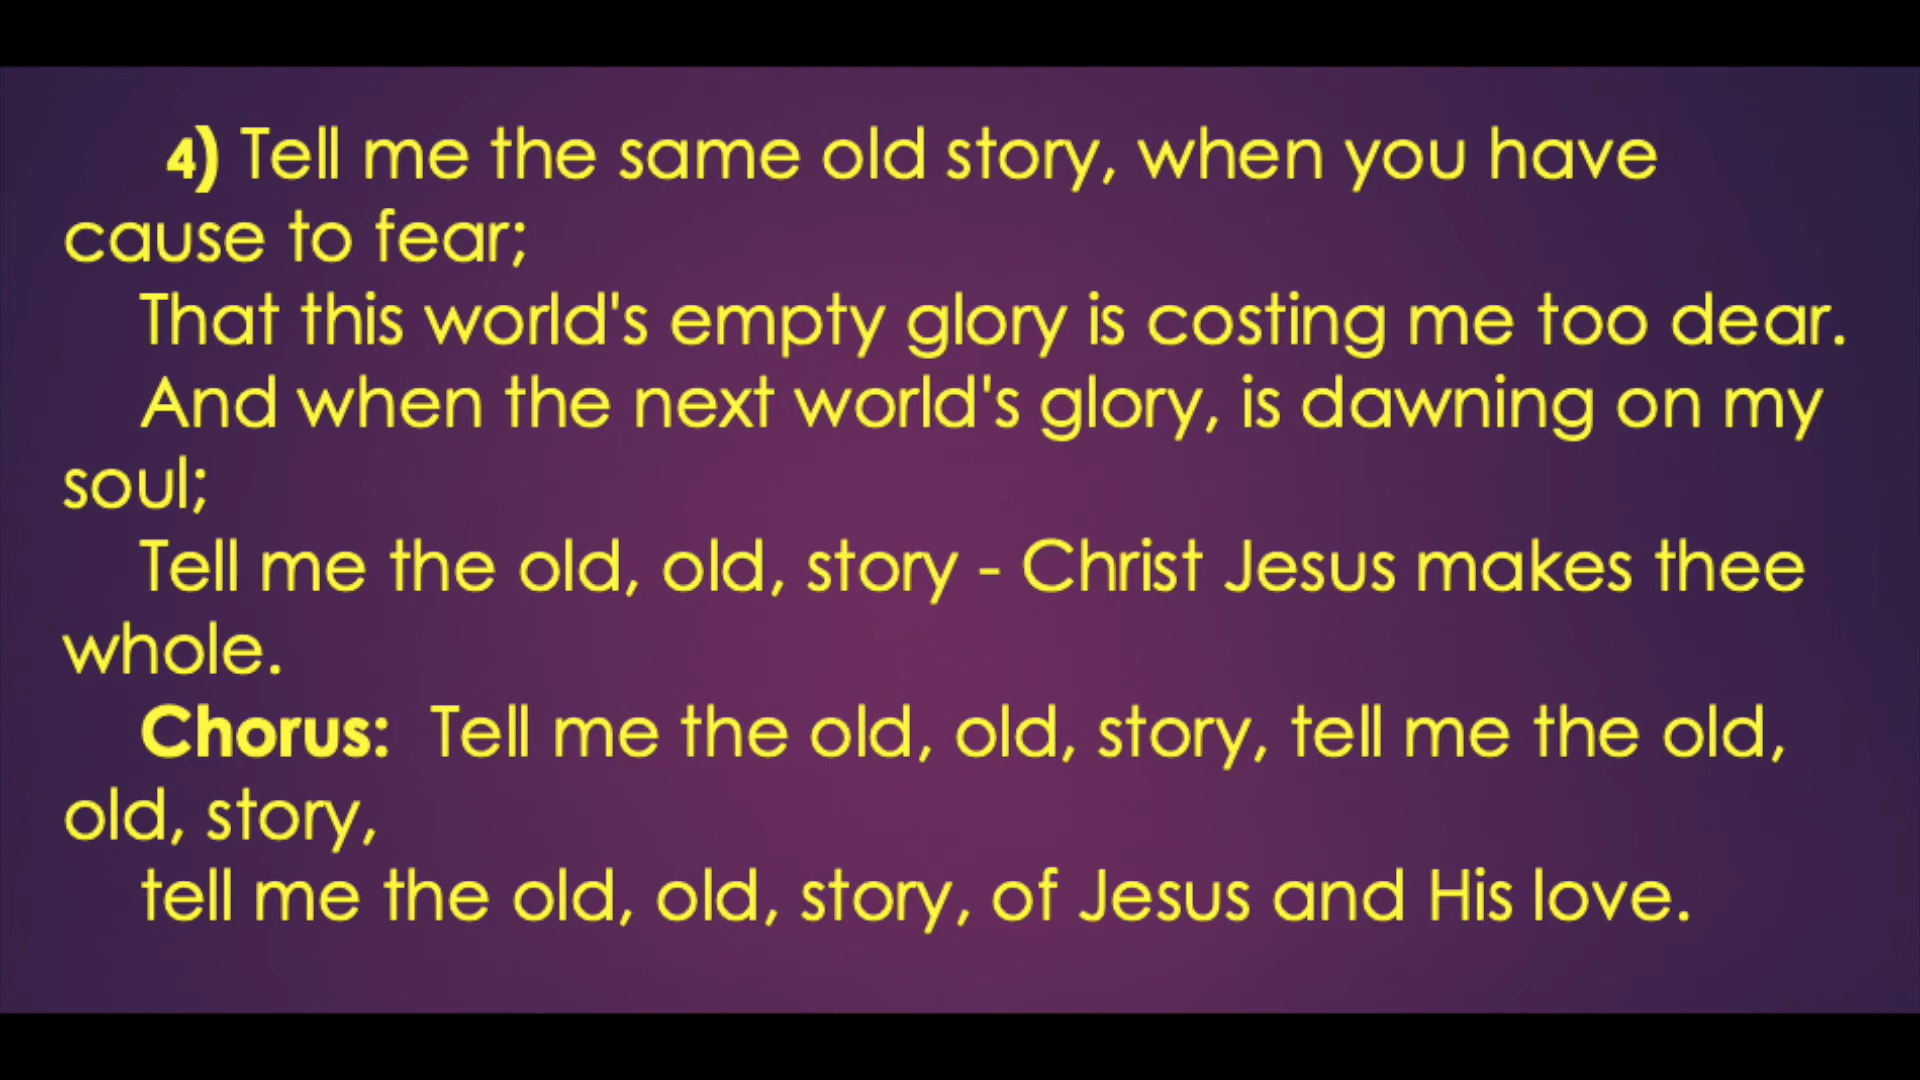 4) Tell me the same old story, when you have
cause to fear;
That this world's empty glory is costing me too dear.
And when the next world's glory, is dawning on my
soul;
Tell me the old, old, story - Christ Jesus makes thee
whole.
Chorus:  Tell me the old, old, story, tell me the old,
old, story,
tell me the old, old, story, of Jesus and His love.